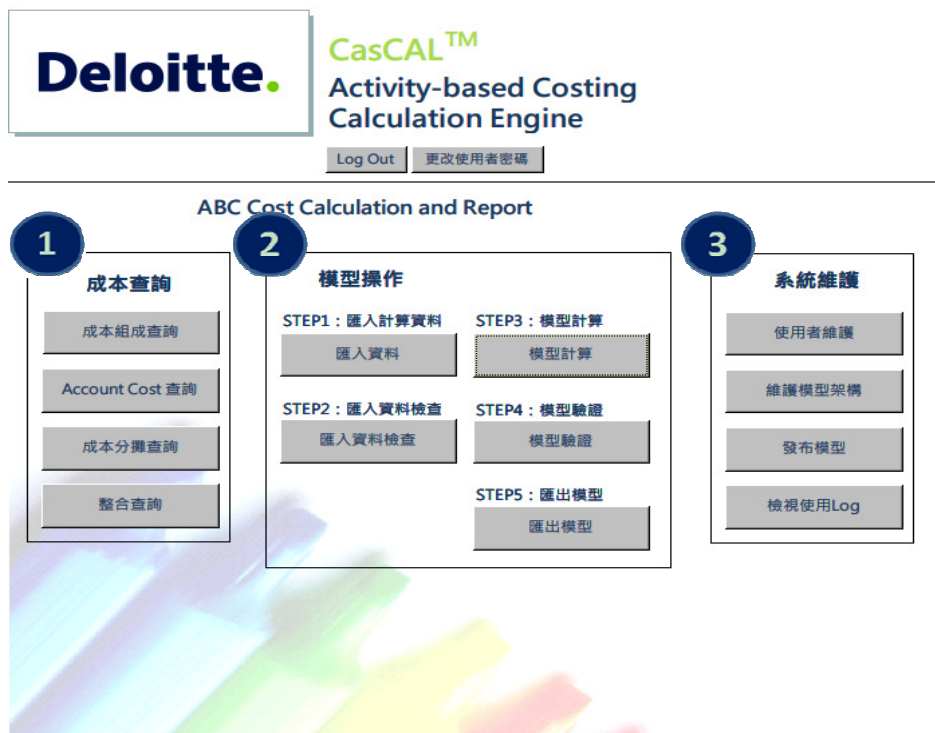 Deloitte.
CasCAL™
Activity-based Costing
Calculation Engine
Log Out
更改使用者密碼
ABC Cost Calculation and Report
1
成本查詢
成本組成查詢
Account Cost 查詢
成本分攤查詢
整合查詢
2
模型操作
STEP1：匯入計算資料
匯入資料
STEP2：匯入資料檢查
匯入資料檢查
STEP3：模型計算
模型計算
STEP4：模型驗證
模型驗證
STEP5：匯出模型
匯出模型
3
系統維護
使用者維護
維護模型架構
發布模型
檢視使用Log